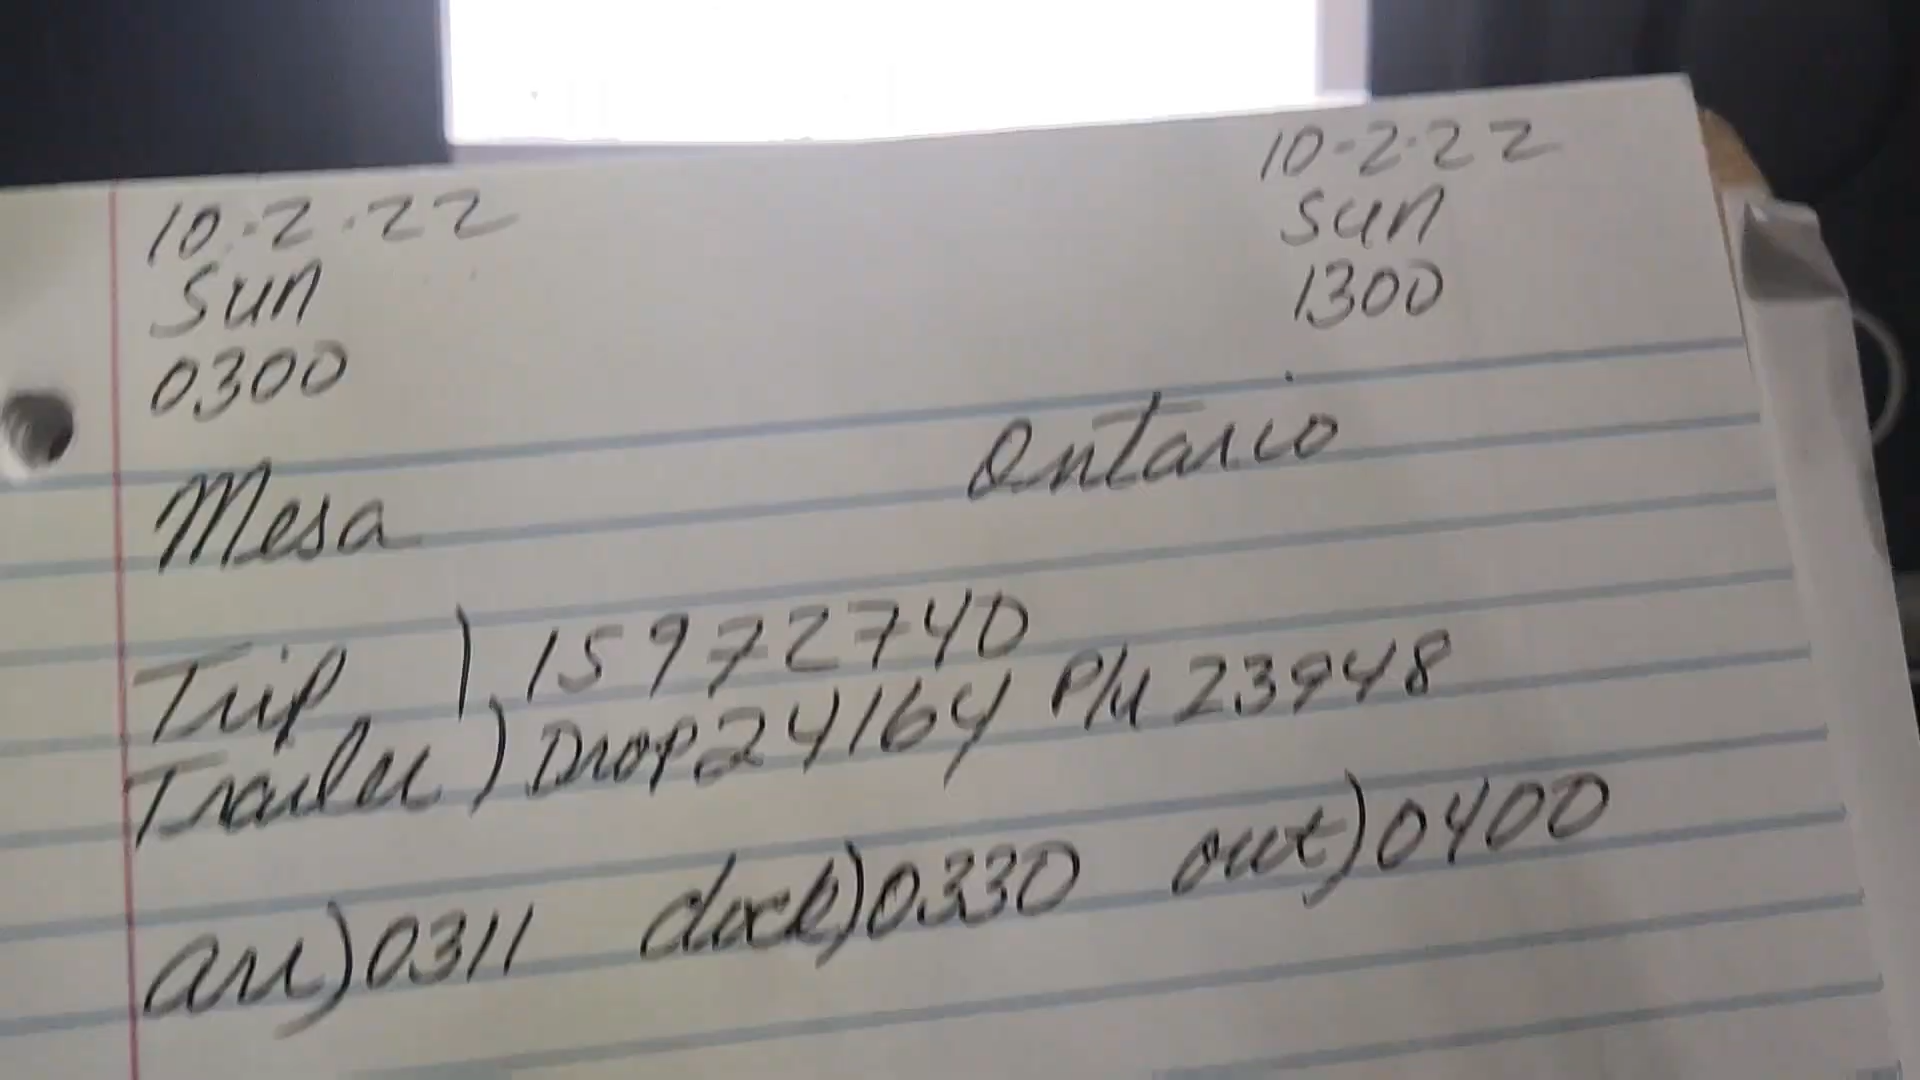 10-2-22 10-2-22
Sun Sun
0300 1300
Mesa Ontario
Trip ) 15972740
Trailer ) Drop 24164 P/U 23948
arr) 0311 dock) 0330 out) 0400